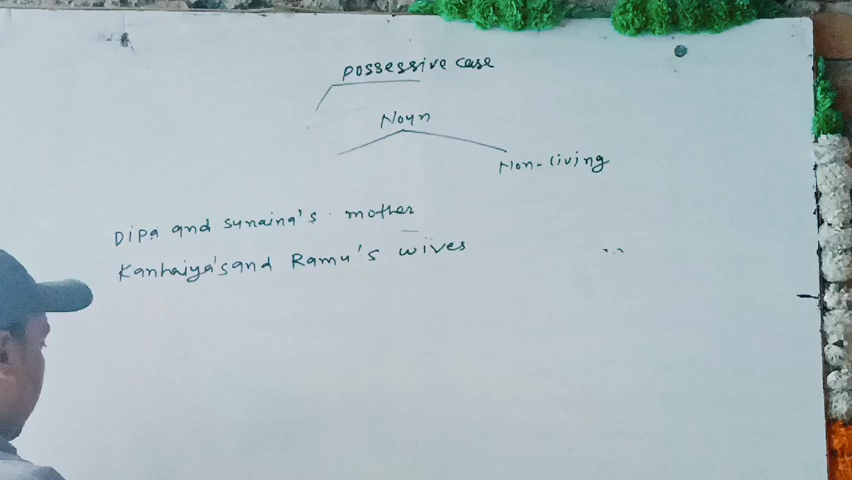 possessive case
Noun
Non-living
Dipa and sunaina's mother
Kanhaiya's and Ramu's wives